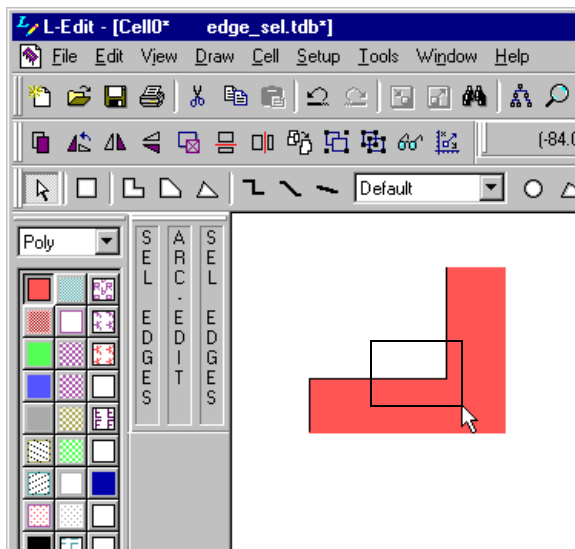 L-Edit - [Cell0*     edge_sel.tdb*]
File Edit View Draw Cell Setup Tools Window Help
(-84.0
Default
Poly
SEL EDGES
ARC-EDIT
SEL EDGES